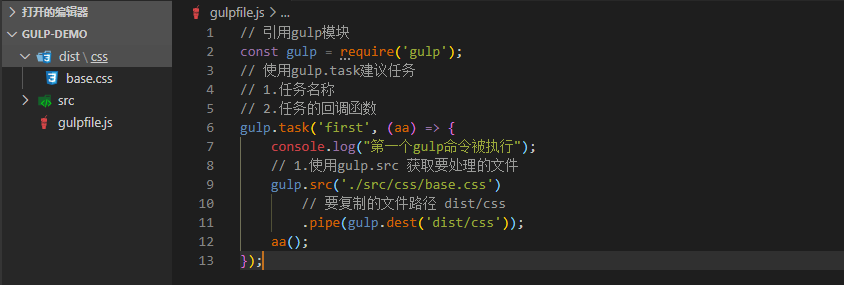 打开的编辑器
GULP-DEMO
dist \ css
base.css
src
gulpfile.js
gulpfile.js > ...
1 // 引用gulp模块
2 const gulp = require('gulp');
3 // 使用gulp.task建议任务
4 // 1.任务名称
5 // 2.任务的回调函数
6 gulp.task('first', (aa) => {
7 console.log("第一个gulp命令被执行");
8 // 1.使用gulp.src 获取要处理的文件
9 gulp.src('./src/css/base.css')
10 // 要复制的文件路径 dist/css
11 .pipe(gulp.dest('dist/css'));
12 aa();
13 });